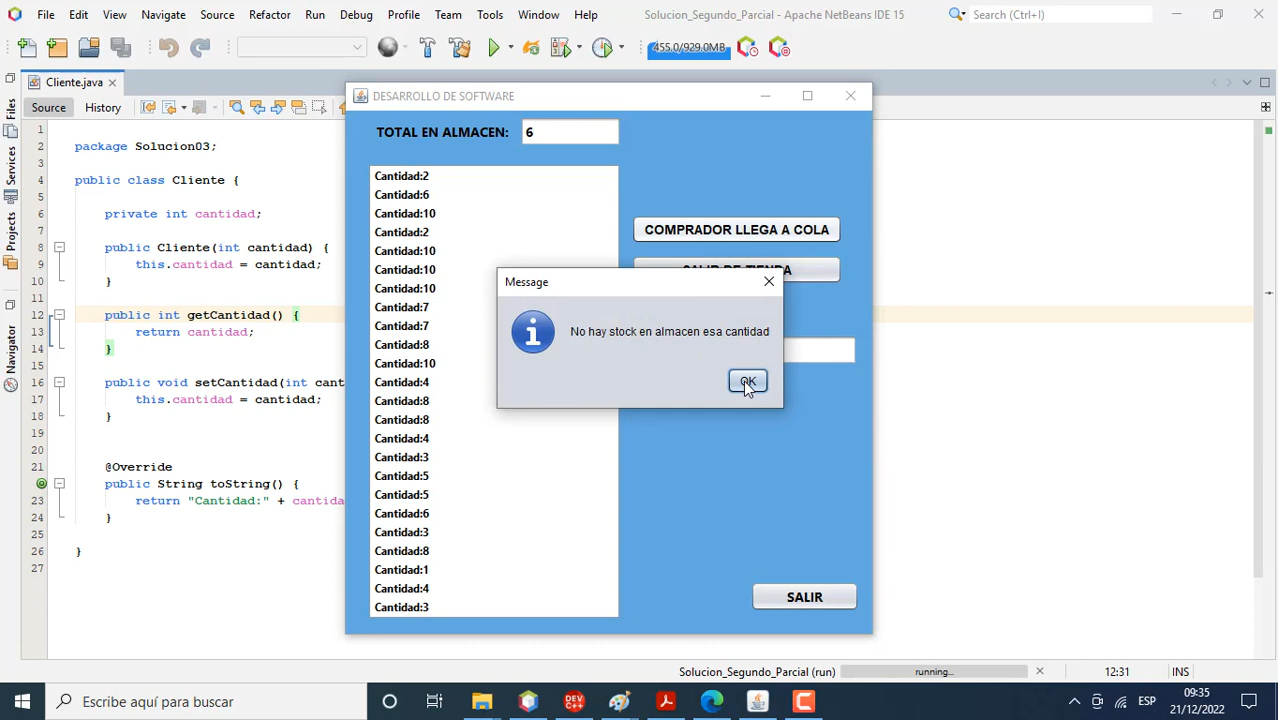 File Edit View Navigate Source Refactor Run Debug Profile Team Tools Window Help
Solucion_Segundo_Parcial - Apache NetBeans IDE 15
Search (Ctrl+I)
455.0/929.0MB
Cliente.java
Source History
Files
Services
Projects
Navigator
1
2 package Solucion03;
3
4 public class Cliente {
5
6 private int cantidad;
7
8 public Cliente(int cantidad) {
9 this.cantidad = cantidad;
10 }
11
12 public int getCantidad() {
13 return cantidad;
14 }
15
16 public void setCantidad(int cant
17 this.cantidad = cantidad;
18 }
19
20
21 @Override
22 public String toString() {
23 return "Cantidad:" + cantida
24 }
25
26 }
27
DESARROLLO DE SOFTWARE
TOTAL EN ALMACEN: 6
Cantidad:2
Cantidad:6
Cantidad:10
Cantidad:2
Cantidad:10
Cantidad:10
Cantidad:10
Cantidad:7
Cantidad:7
Cantidad:8
Cantidad:10
Cantidad:4
Cantidad:8
Cantidad:8
Cantidad:4
Cantidad:3
Cantidad:5
Cantidad:5
Cantidad:6
Cantidad:3
Cantidad:8
Cantidad:1
Cantidad:4
Cantidad:3
COMPRADOR LLEGA A COLA
SALIR DE TIENDA
Message
No hay stock en almacen esa cantidad
OK
SALIR
Solucion_Segundo_Parcial (run)
running...
12:31
INS
Escribe aquí para buscar
DEV
C++
ESP
09:35
21/12/2022